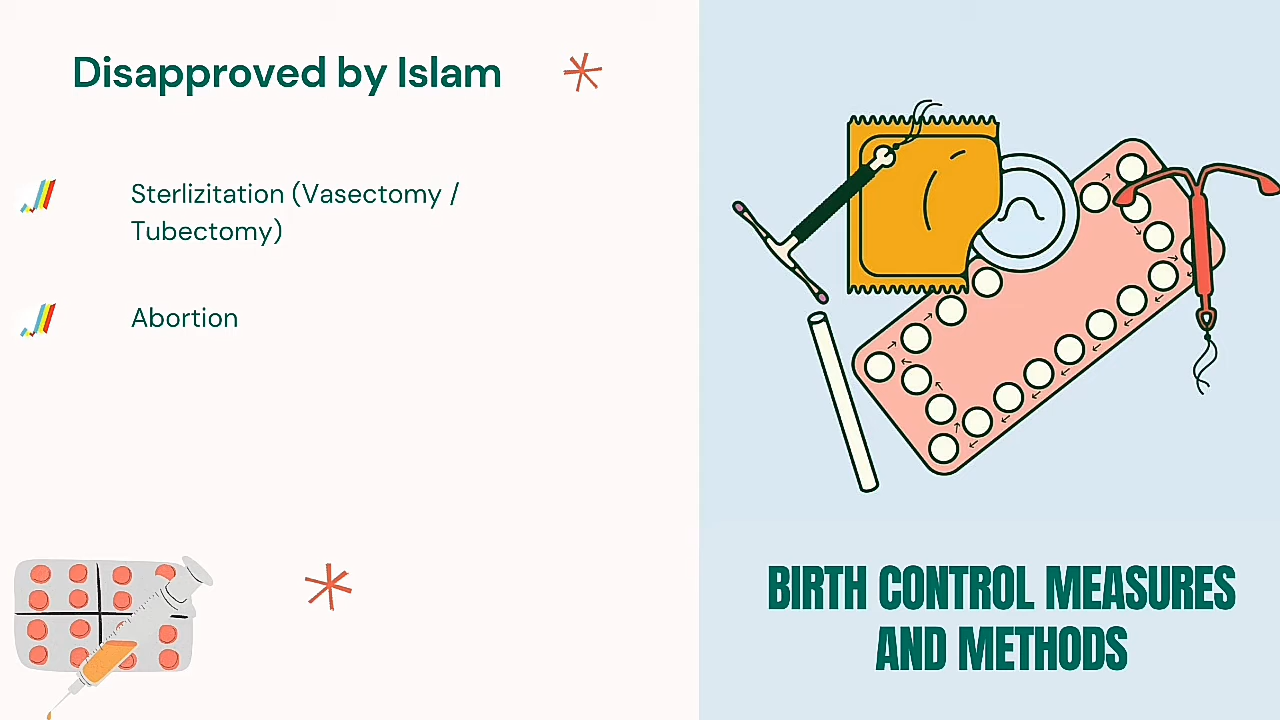 Disapproved by Islam
Sterlizitation (Vasectomy /
Tubectomy)
Abortion
BIRTH CONTROL MEASURES
AND METHODS